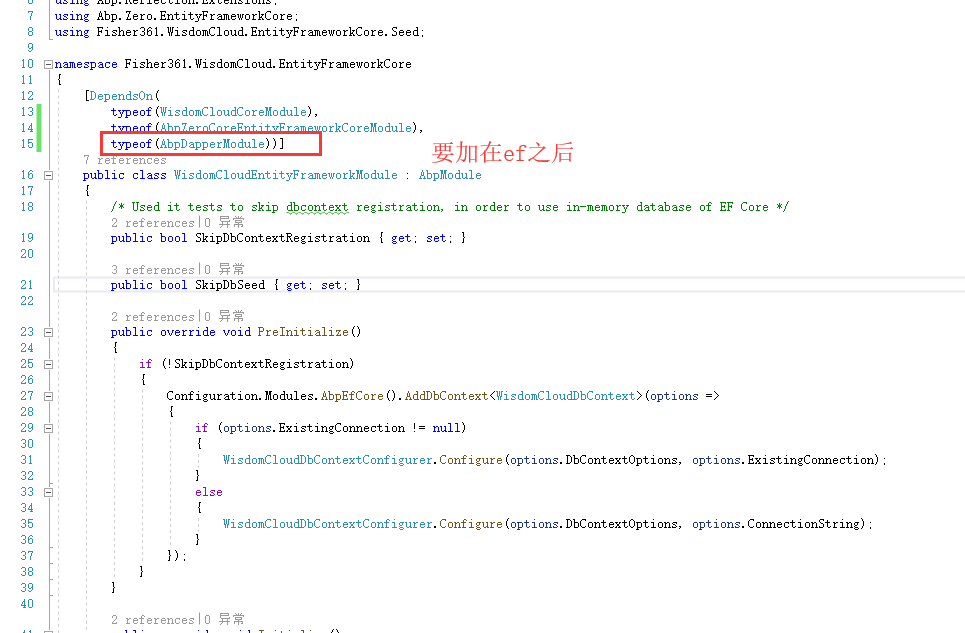 6 using Abp.Reflection.Extensions;
7 using Abp.Zero.EntityFrameworkCore;
8 using Fisher361.WisdomCloud.EntityFrameworkCore.Seed;
9
10 namespace Fisher361.WisdomCloud.EntityFrameworkCore
11 {
12 [DependsOn(
13 typeof(WisdomCloudCoreModule),
14 typeof(AbpZeroCoreEntityFrameworkCoreModule),
15 typeof(AbpDapperModule))]
要加在ef之后
7 references
16 public class WisdomCloudEntityFrameworkModule : AbpModule
17 {
18 /* Used it tests to skip dbcontext registration, in order to use in-memory database of EF Core */
2 references|0 异常
19 public bool SkipDbContextRegistration { get; set; }
20
3 references|0 异常
21 public bool SkipDbSeed { get; set; }
22
2 references|0 异常
23 public override void PreInitialize()
24 {
25 if (!SkipDbContextRegistration)
26 {
27 Configuration.Modules.AbpEfCore().AddDbContext<WisdomCloudDbContext>(options =>
28 {
29 if (options.ExistingConnection != null)
30 {
31 WisdomCloudDbContextConfigurer.Configure(options.DbContextOptions, options.ExistingConnection);
32 }
33 else
34 {
35 WisdomCloudDbContextConfigurer.Configure(options.DbContextOptions, options.ConnectionString);
36 }
37 });
38 }
39 }
40
2 references|0 异常
41 public override void Initialize()